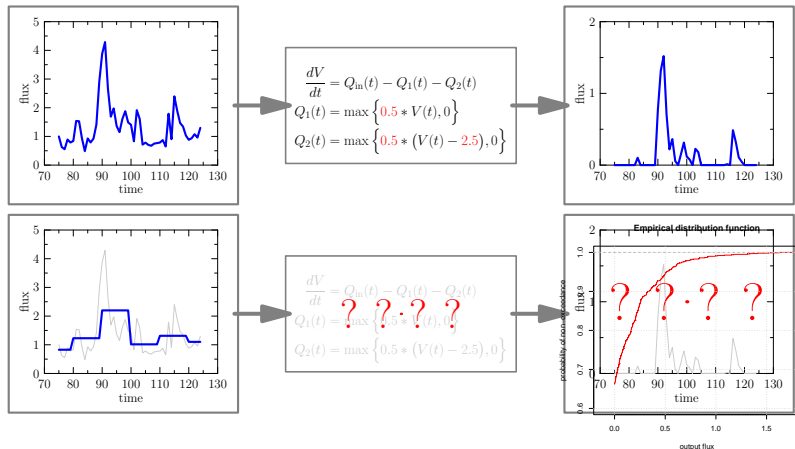 5
4
3
2
1
0
flux
70 80 90 100 110 120 130
time
dV/dt = Q_in(t) − Q_1(t) − Q_2(t)
Q_1(t) = max{0.5 ∗ V(t), 0}
Q_2(t) = max{0.5 ∗ (V(t) − 2.5), 0}
2
1
0
flux
70 80 90 100 110 120 130
time
5
4
3
2
1
0
flux
70 80 90 100 110 120 130
time
dV/dt = Q_in(t) − Q_1(t) − Q_2(t)
? ? · ? ?
Q_1(t) = max{0.5 ∗ V(t), 0}
Q_2(t) = max{0.5 ∗ (V(t) − 2.5), 0}
2
Empirical distribution function
1.0
0.9
0.8
0.7
0.6
probability of non-exceedance
1
0
flux
? ? · ? ?
70 80 90 100 110 120 130
time
0.0 0.5 1.0 1.5
output flux